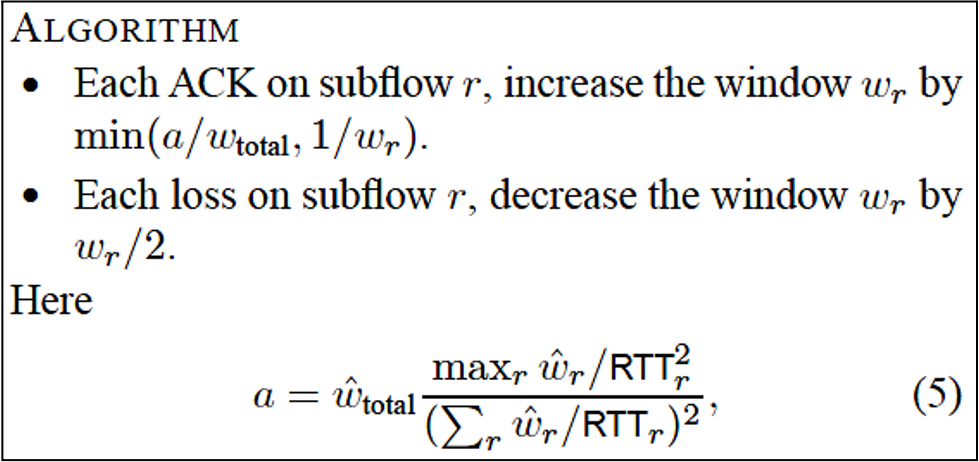 ALGORITHM
• Each ACK on subflow r, increase the window w_r by
min(a/w_total, 1/w_r).
• Each loss on subflow r, decrease the window w_r by
w_r/2.
Here
a = ŵ_total max_r ŵ_r/RTT_r^2 / (∑_r ŵ_r/RTT_r)^2, (5)